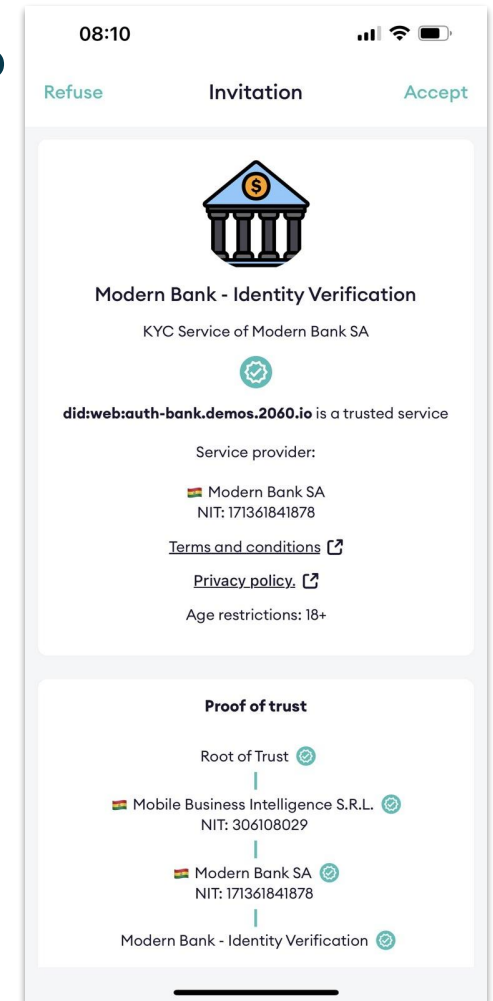 08:10
Refuse Invitation Accept
$
Modern Bank - Identity Verification
KYC Service of Modern Bank SA
did:web:auth-bank.demos.2060.io is a trusted service
Service provider:
🇧🇴 Modern Bank SA
NIT: 171361841878
Terms and conditions
Privacy policy.
Age restrictions: 18+
Proof of trust
Root of Trust
🇧🇴 Mobile Business Intelligence S.R.L.
NIT: 306108029
🇧🇴 Modern Bank SA
NIT: 171361841878
Modern Bank - Identity Verification